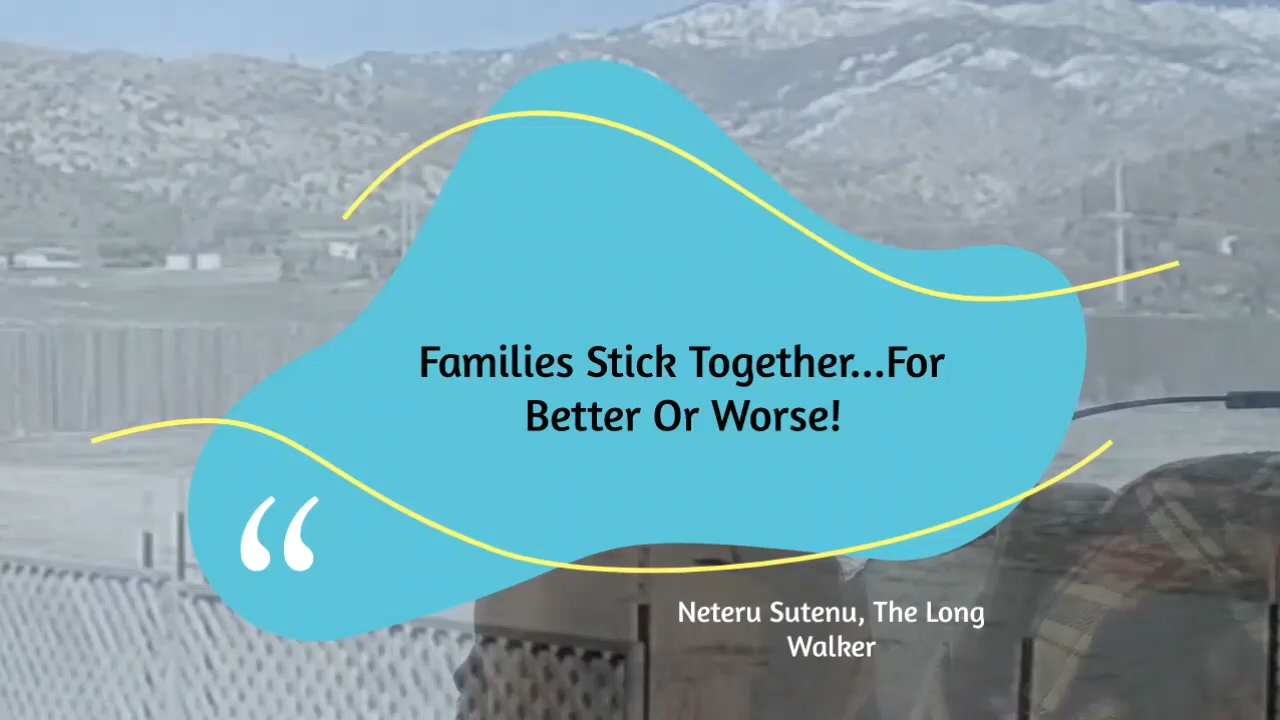 Families Stick Together...For
Better Or Worse!
“
Neteru Sutenu, The Long
Walker